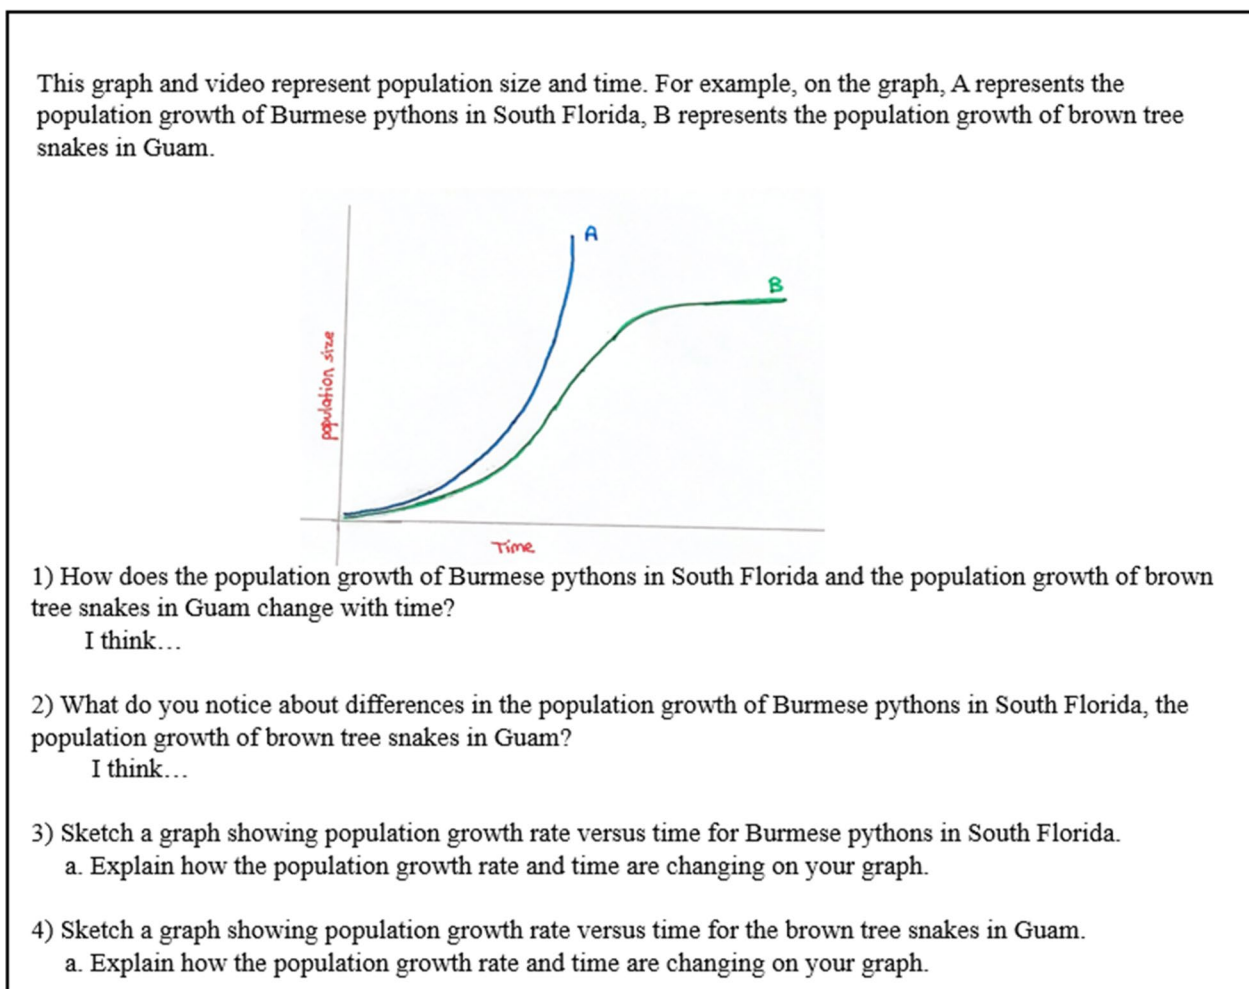 This graph and video represent population size and time. For example, on the graph, A represents the
population growth of Burmese pythons in South Florida, B represents the population growth of brown tree
snakes in Guam.
A
B
population size
Time
1) How does the population growth of Burmese pythons in South Florida and the population growth of brown
tree snakes in Guam change with time?
I think…
2) What do you notice about differences in the population growth of Burmese pythons in South Florida, the
population growth of brown tree snakes in Guam?
I think…
3) Sketch a graph showing population growth rate versus time for Burmese pythons in South Florida.
a. Explain how the population growth rate and time are changing on your graph.
4) Sketch a graph showing population growth rate versus time for the brown tree snakes in Guam.
a. Explain how the population growth rate and time are changing on your graph.